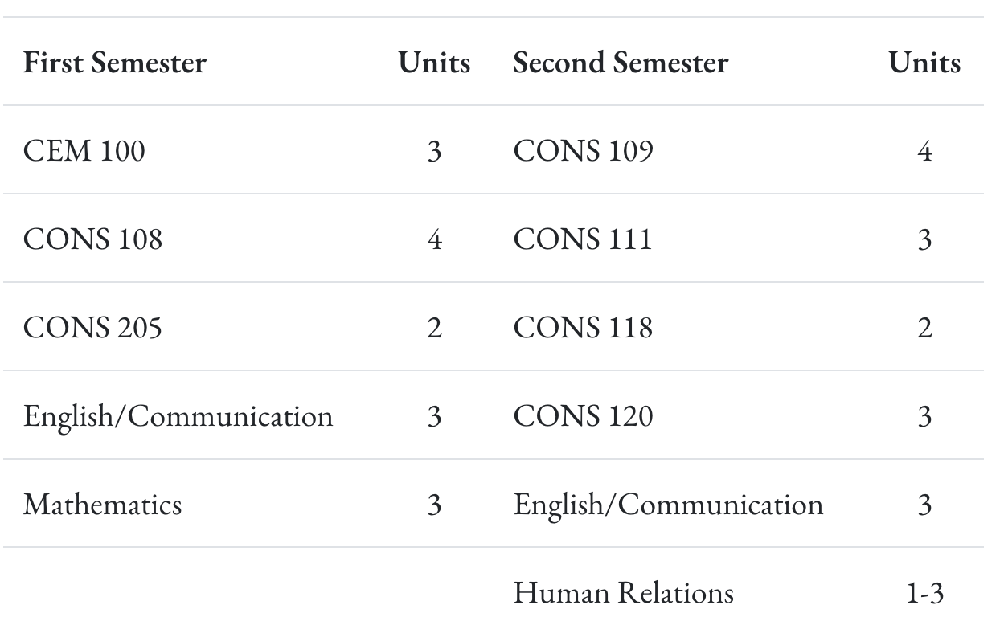 First Semester Units Second Semester Units
CEM 100 3 CONS 109 4
CONS 108 4 CONS 111 3
CONS 205 2 CONS 118 2
English/Communication 3 CONS 120 3
Mathematics 3 English/Communication 3
Human Relations 1-3